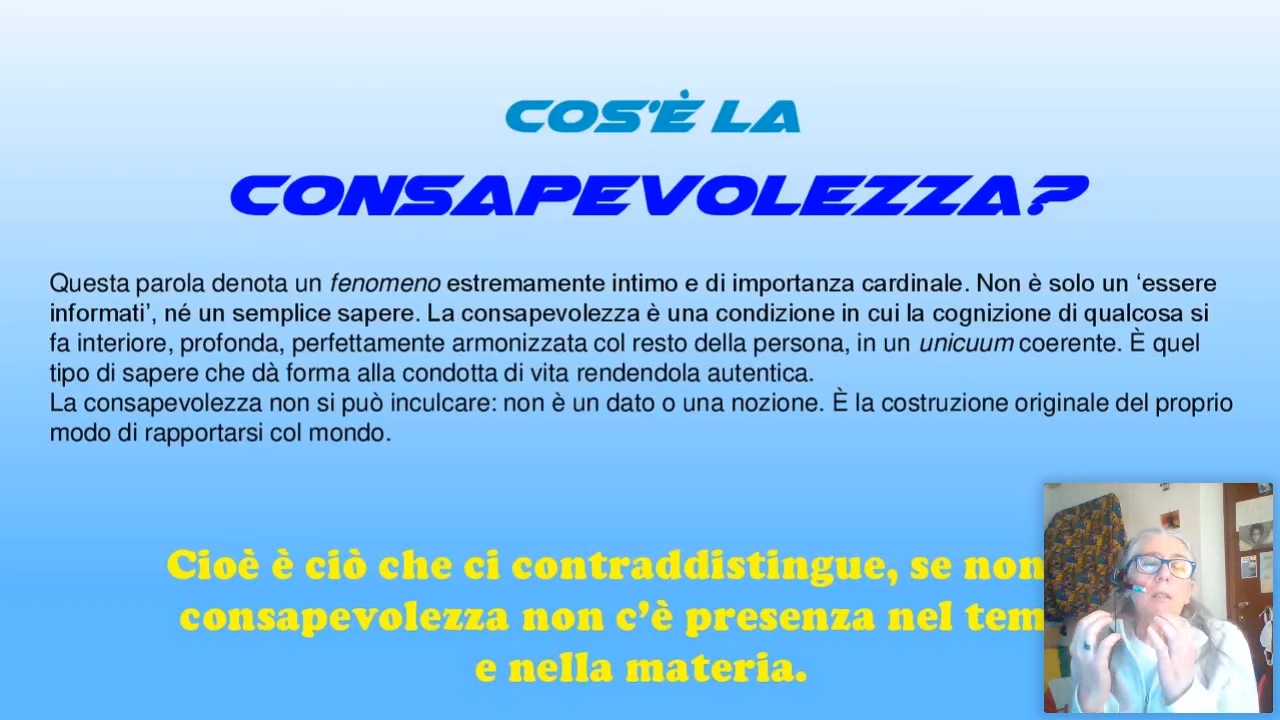 COS'È LA
CONSAPEVOLEZZA?
Questa parola denota un fenomeno estremamente intimo e di importanza cardinale. Non è solo un ‘essere
informati’, né un semplice sapere. La consapevolezza è una condizione in cui la cognizione di qualcosa si
fa interiore, profonda, perfettamente armonizzata col resto della persona, in un unicuum coerente. È quel
tipo di sapere che dà forma alla condotta di vita rendendola autentica.
La consapevolezza non si può inculcare: non è un dato o una nozione. È la costruzione originale del proprio
modo di rapportarsi col mondo.
Cioè è ciò che ci contraddistingue, se non
consapevolezza non c’è presenza nel tem
e nella materia.